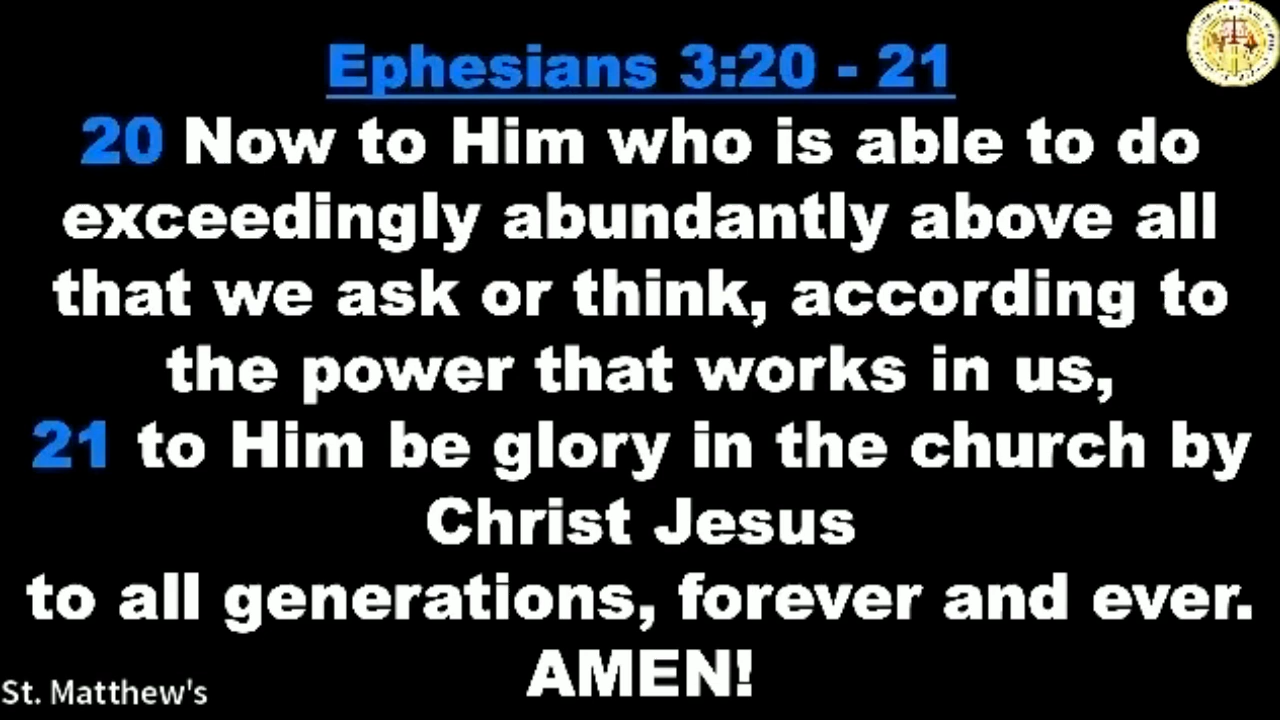 Ephesians 3:20 - 21
20 Now to Him who is able to do
exceedingly abundantly above all
that we ask or think, according to
the power that works in us,
21 to Him be glory in the church by
Christ Jesus
to all generations, forever and ever.
AMEN!
St. Matthew's